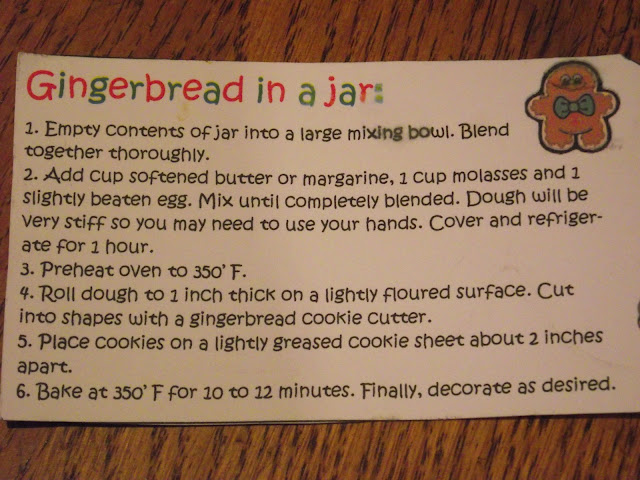 Gingerbread in a jar:
1. Empty contents of jar into a large mixing bowl. Blend
together thoroughly.
2. Add cup softened butter or margarine, 1 cup molasses and 1
slightly beaten egg. Mix until completely blended. Dough will be
very stiff so you may need to use your hands. Cover and refriger-
ate for 1 hour.
3. Preheat oven to 350° F.
4. Roll dough to 1 inch thick on a lightly floured surface. Cut
into shapes with a gingerbread cookie cutter.
5. Place cookies on a lightly greased cookie sheet about 2 inches
apart.
6. Bake at 350° F for 10 to 12 minutes. Finally, decorate as desired.